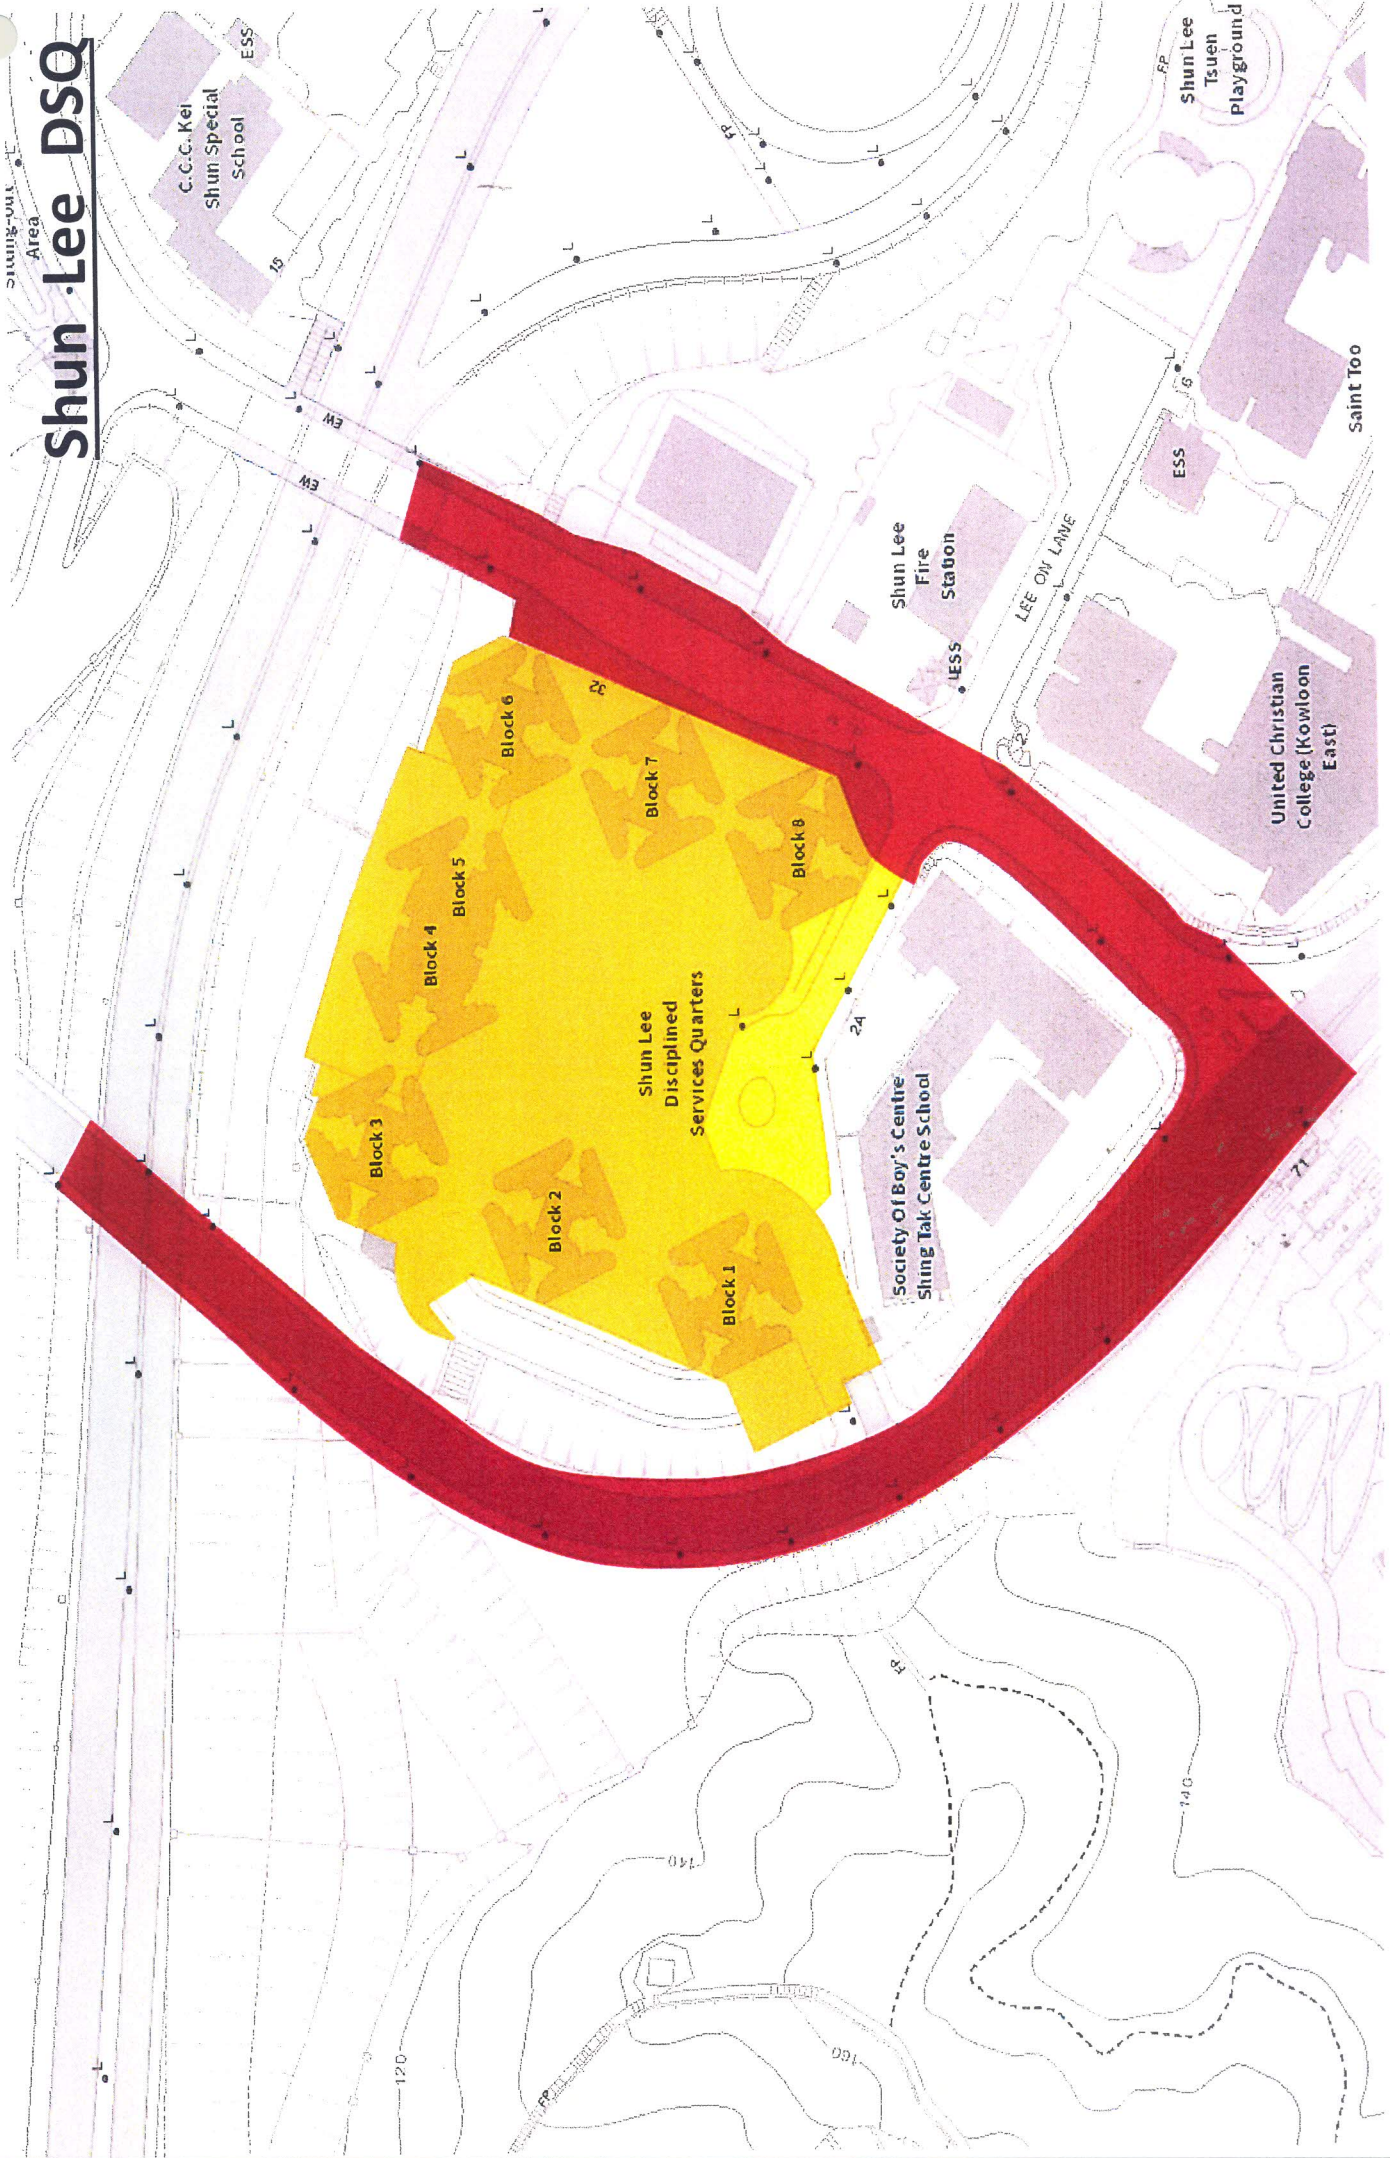 Shun Lee DSQ
Area
C.C.C. Kei
Shun Special
School
ESS
15
L
FP
Shun Lee
Tsuen
Playground
FP
EW
EW
Block 6
32
Block 7
Block 8
Block 5
Block 4
Block 3
Block 2
Block 1
Shun Lee
Disciplined
Services Quarters
24
Society Of Boy's Centre
Shing Tak Centre School
Shun Lee
Fire
Station
ESS
LEE ON LANE
2
6
ESS
Saint Too
United Christian
College (Kowloon
East)
71
FP
140
140
160
120
FP